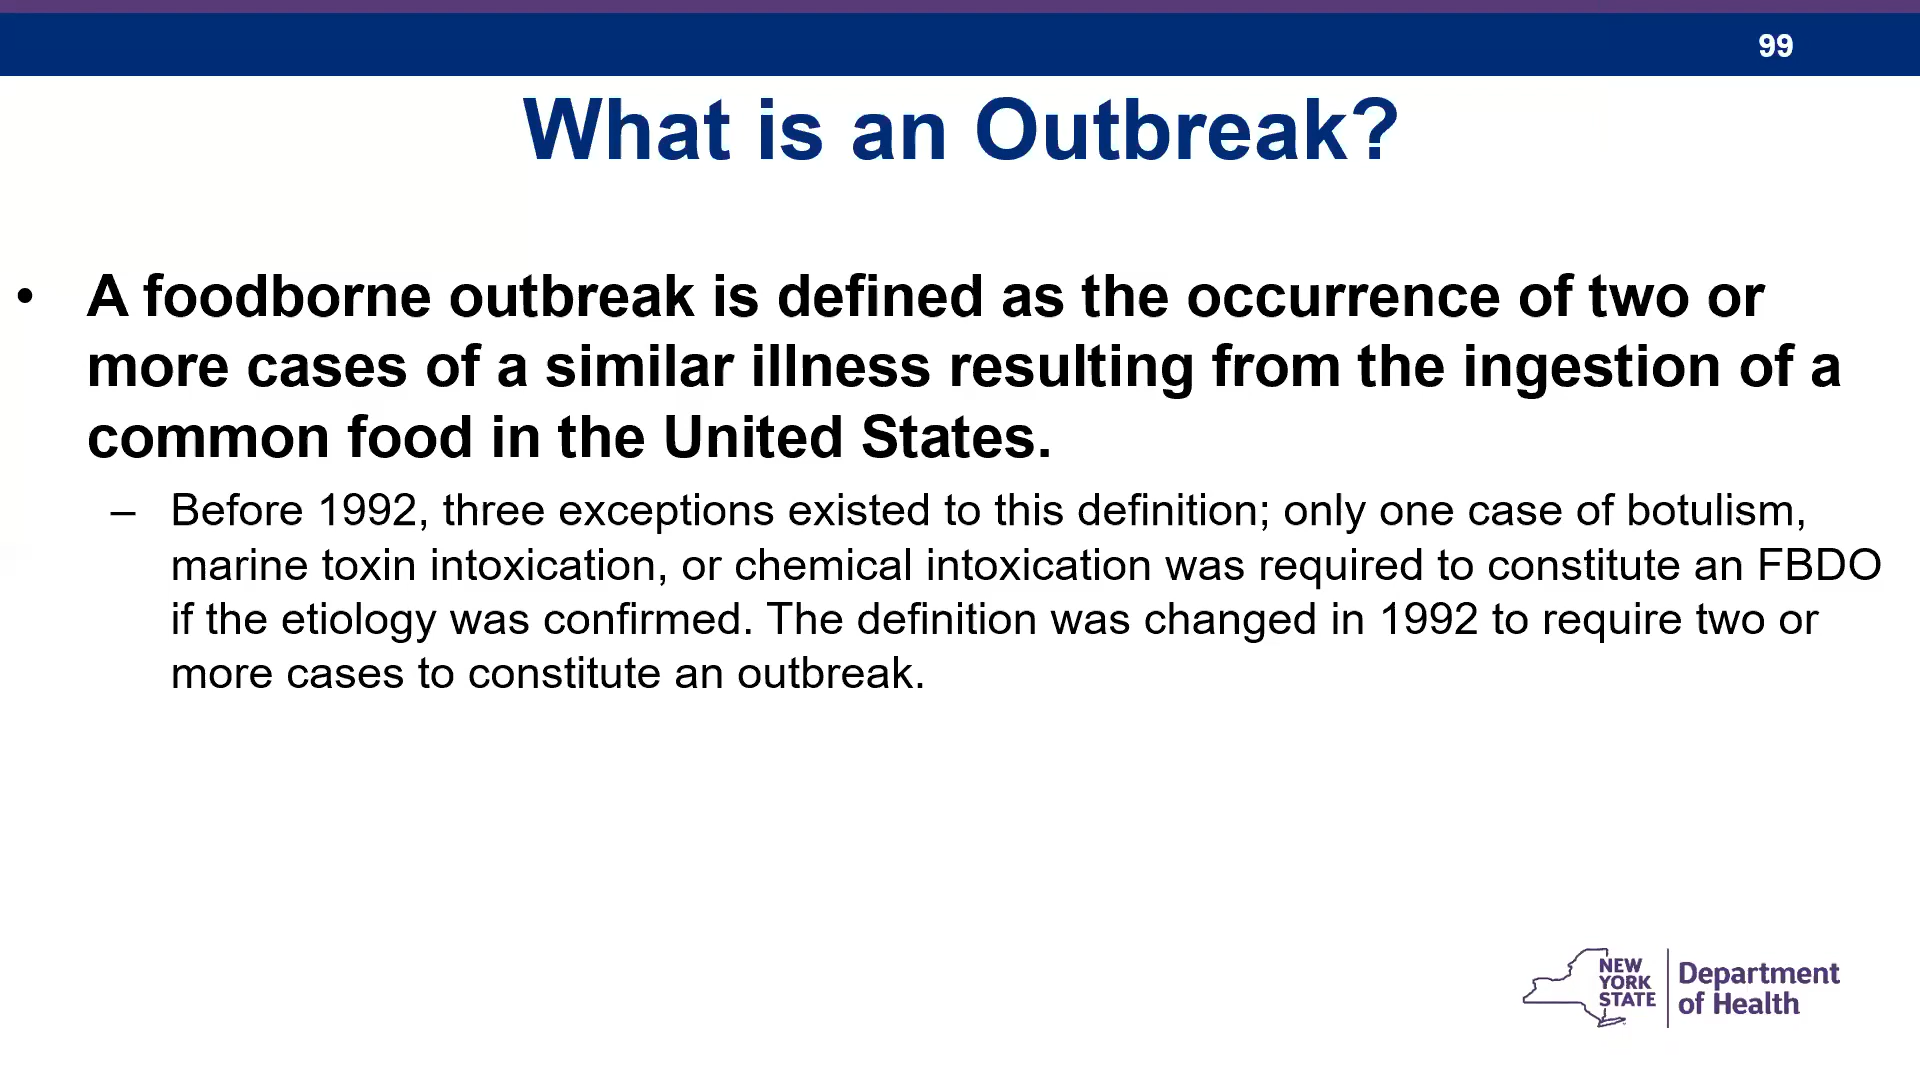 99
What is an Outbreak?
• A foodborne outbreak is defined as the occurrence of two or
more cases of a similar illness resulting from the ingestion of a
common food in the United States.
– Before 1992, three exceptions existed to this definition; only one case of botulism,
marine toxin intoxication, or chemical intoxication was required to constitute an FBDO
if the etiology was confirmed. The definition was changed in 1992 to require two or
more cases to constitute an outbreak.
NEW
YORK
STATE
Department
of Health